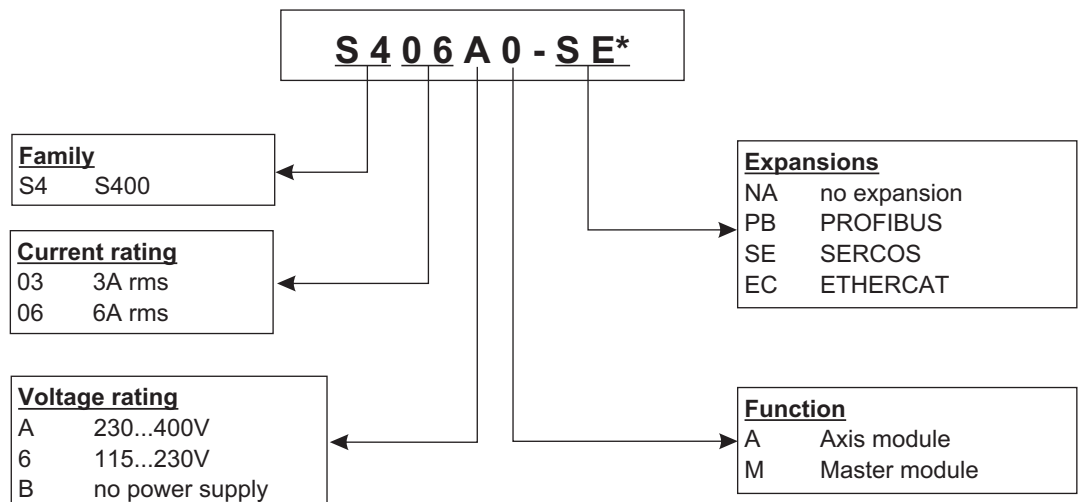 S406A0-SE*
Family
S4 S400
Current rating
03 3A rms
06 6A rms
Voltage rating
A 230...400V
6 115...230V
B no power supply
Expansions
NA no expansion
PB PROFIBUS
SE SERCOS
EC ETHERCAT
Function
A Axis module
M Master module